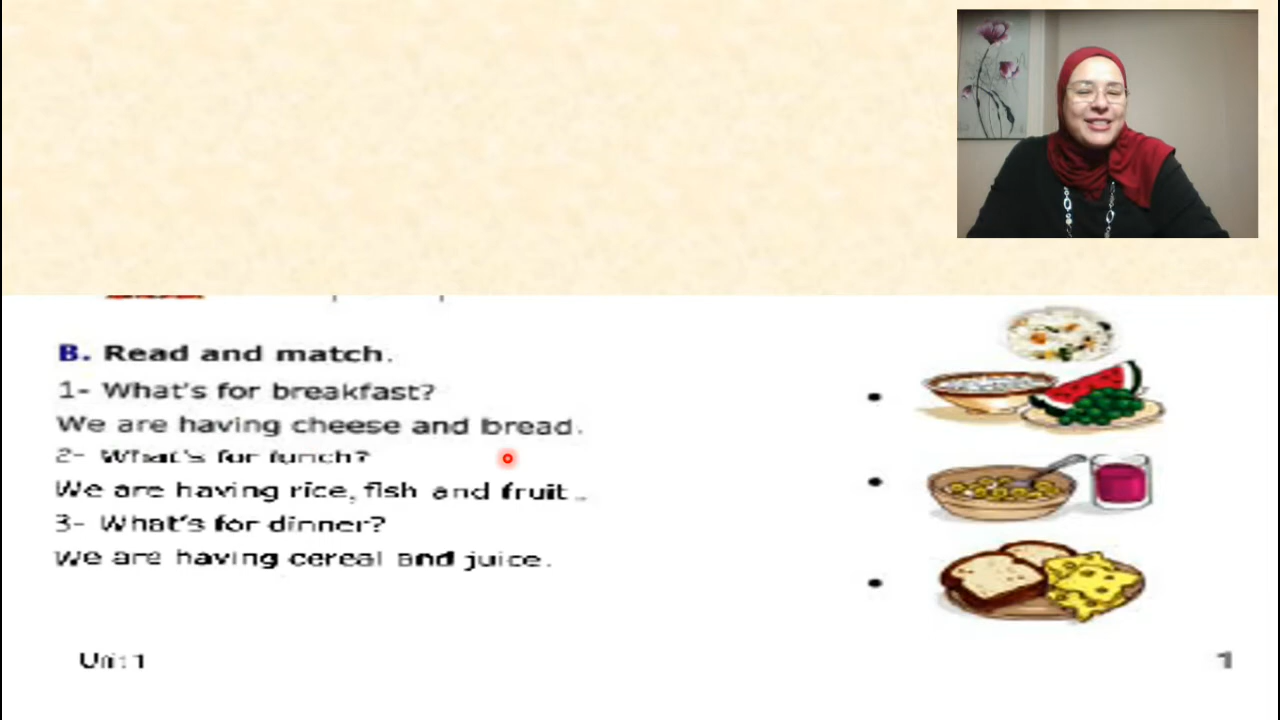 B. Read and match.
1- What's for breakfast?
We are having cheese and bread.
2- What's for lunch?
We are having rice, fish and fruit.
3- What's for dinner?
We are having cereal and juice.
Unit 1
1